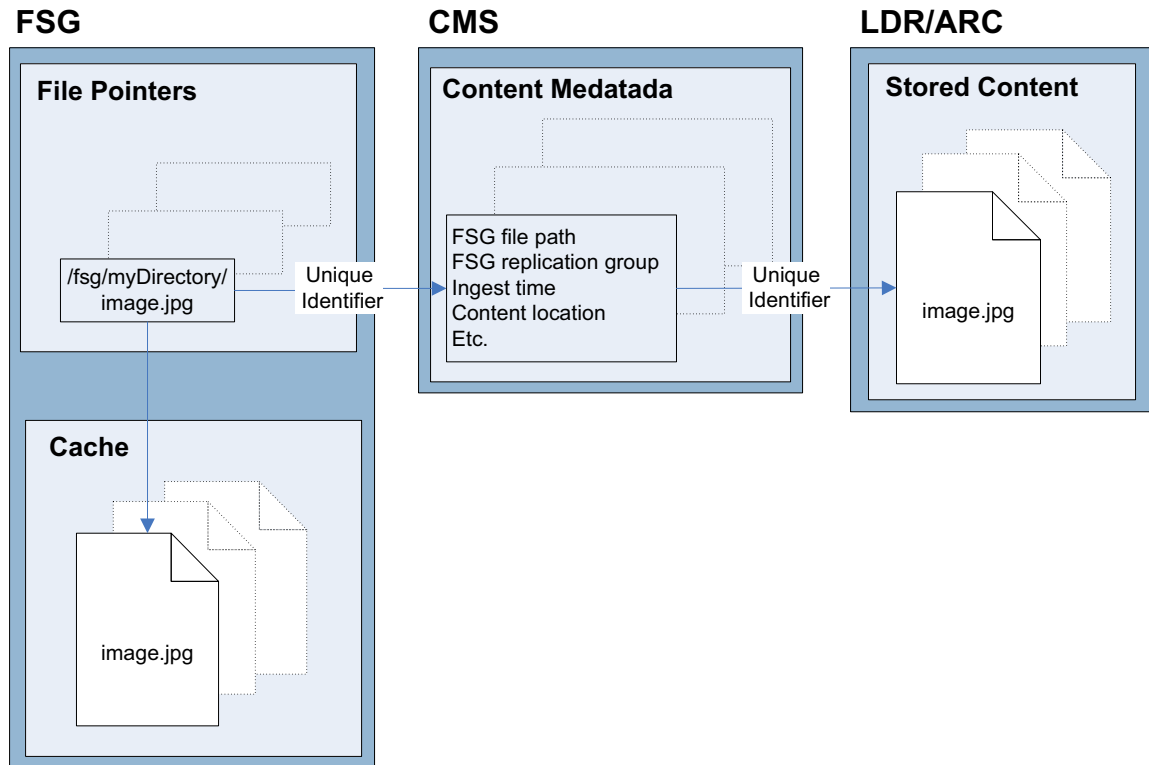 FSG
File Pointers
/fsg/myDirectory/
image.jpg
Unique
Identifier
Cache
image.jpg
CMS
Content Medatada
FSG file path
FSG replication group
Ingest time
Content location
Etc.
Unique
Identifier
LDR/ARC
Stored Content
image.jpg